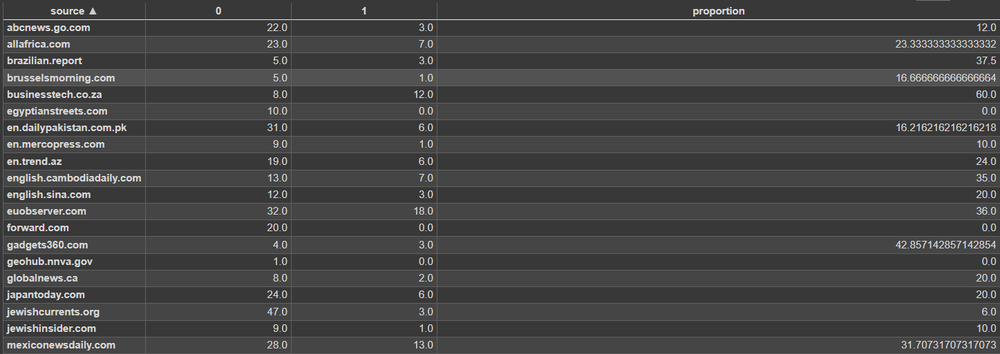 source ▲ 0 1 proportion
abcnews.go.com 22.0 3.0 12.0
allafrica.com 23.0 7.0 23.333333333333332
brazilian.report 5.0 3.0 37.5
brusselsmorning.com 5.0 1.0 16.666666666666664
businesstech.co.za 8.0 12.0 60.0
egyptianstreets.com 10.0 0.0 0.0
en.dailypakistan.com.pk 31.0 6.0 16.216216216216218
en.mercopress.com 9.0 1.0 10.0
en.trend.az 19.0 6.0 24.0
english.cambodiadaily.com 13.0 7.0 35.0
english.sina.com 12.0 3.0 20.0
euobserver.com 32.0 18.0 36.0
forward.com 20.0 0.0 0.0
gadgets360.com 4.0 3.0 42.857142857142854
geohub.nnva.gov 1.0 0.0 0.0
globalnews.ca 8.0 2.0 20.0
japantoday.com 24.0 6.0 20.0
jewishcurrents.org 47.0 3.0 6.0
jewishinsider.com 9.0 1.0 10.0
mexiconewsdaily.com 28.0 13.0 31.70731707317073